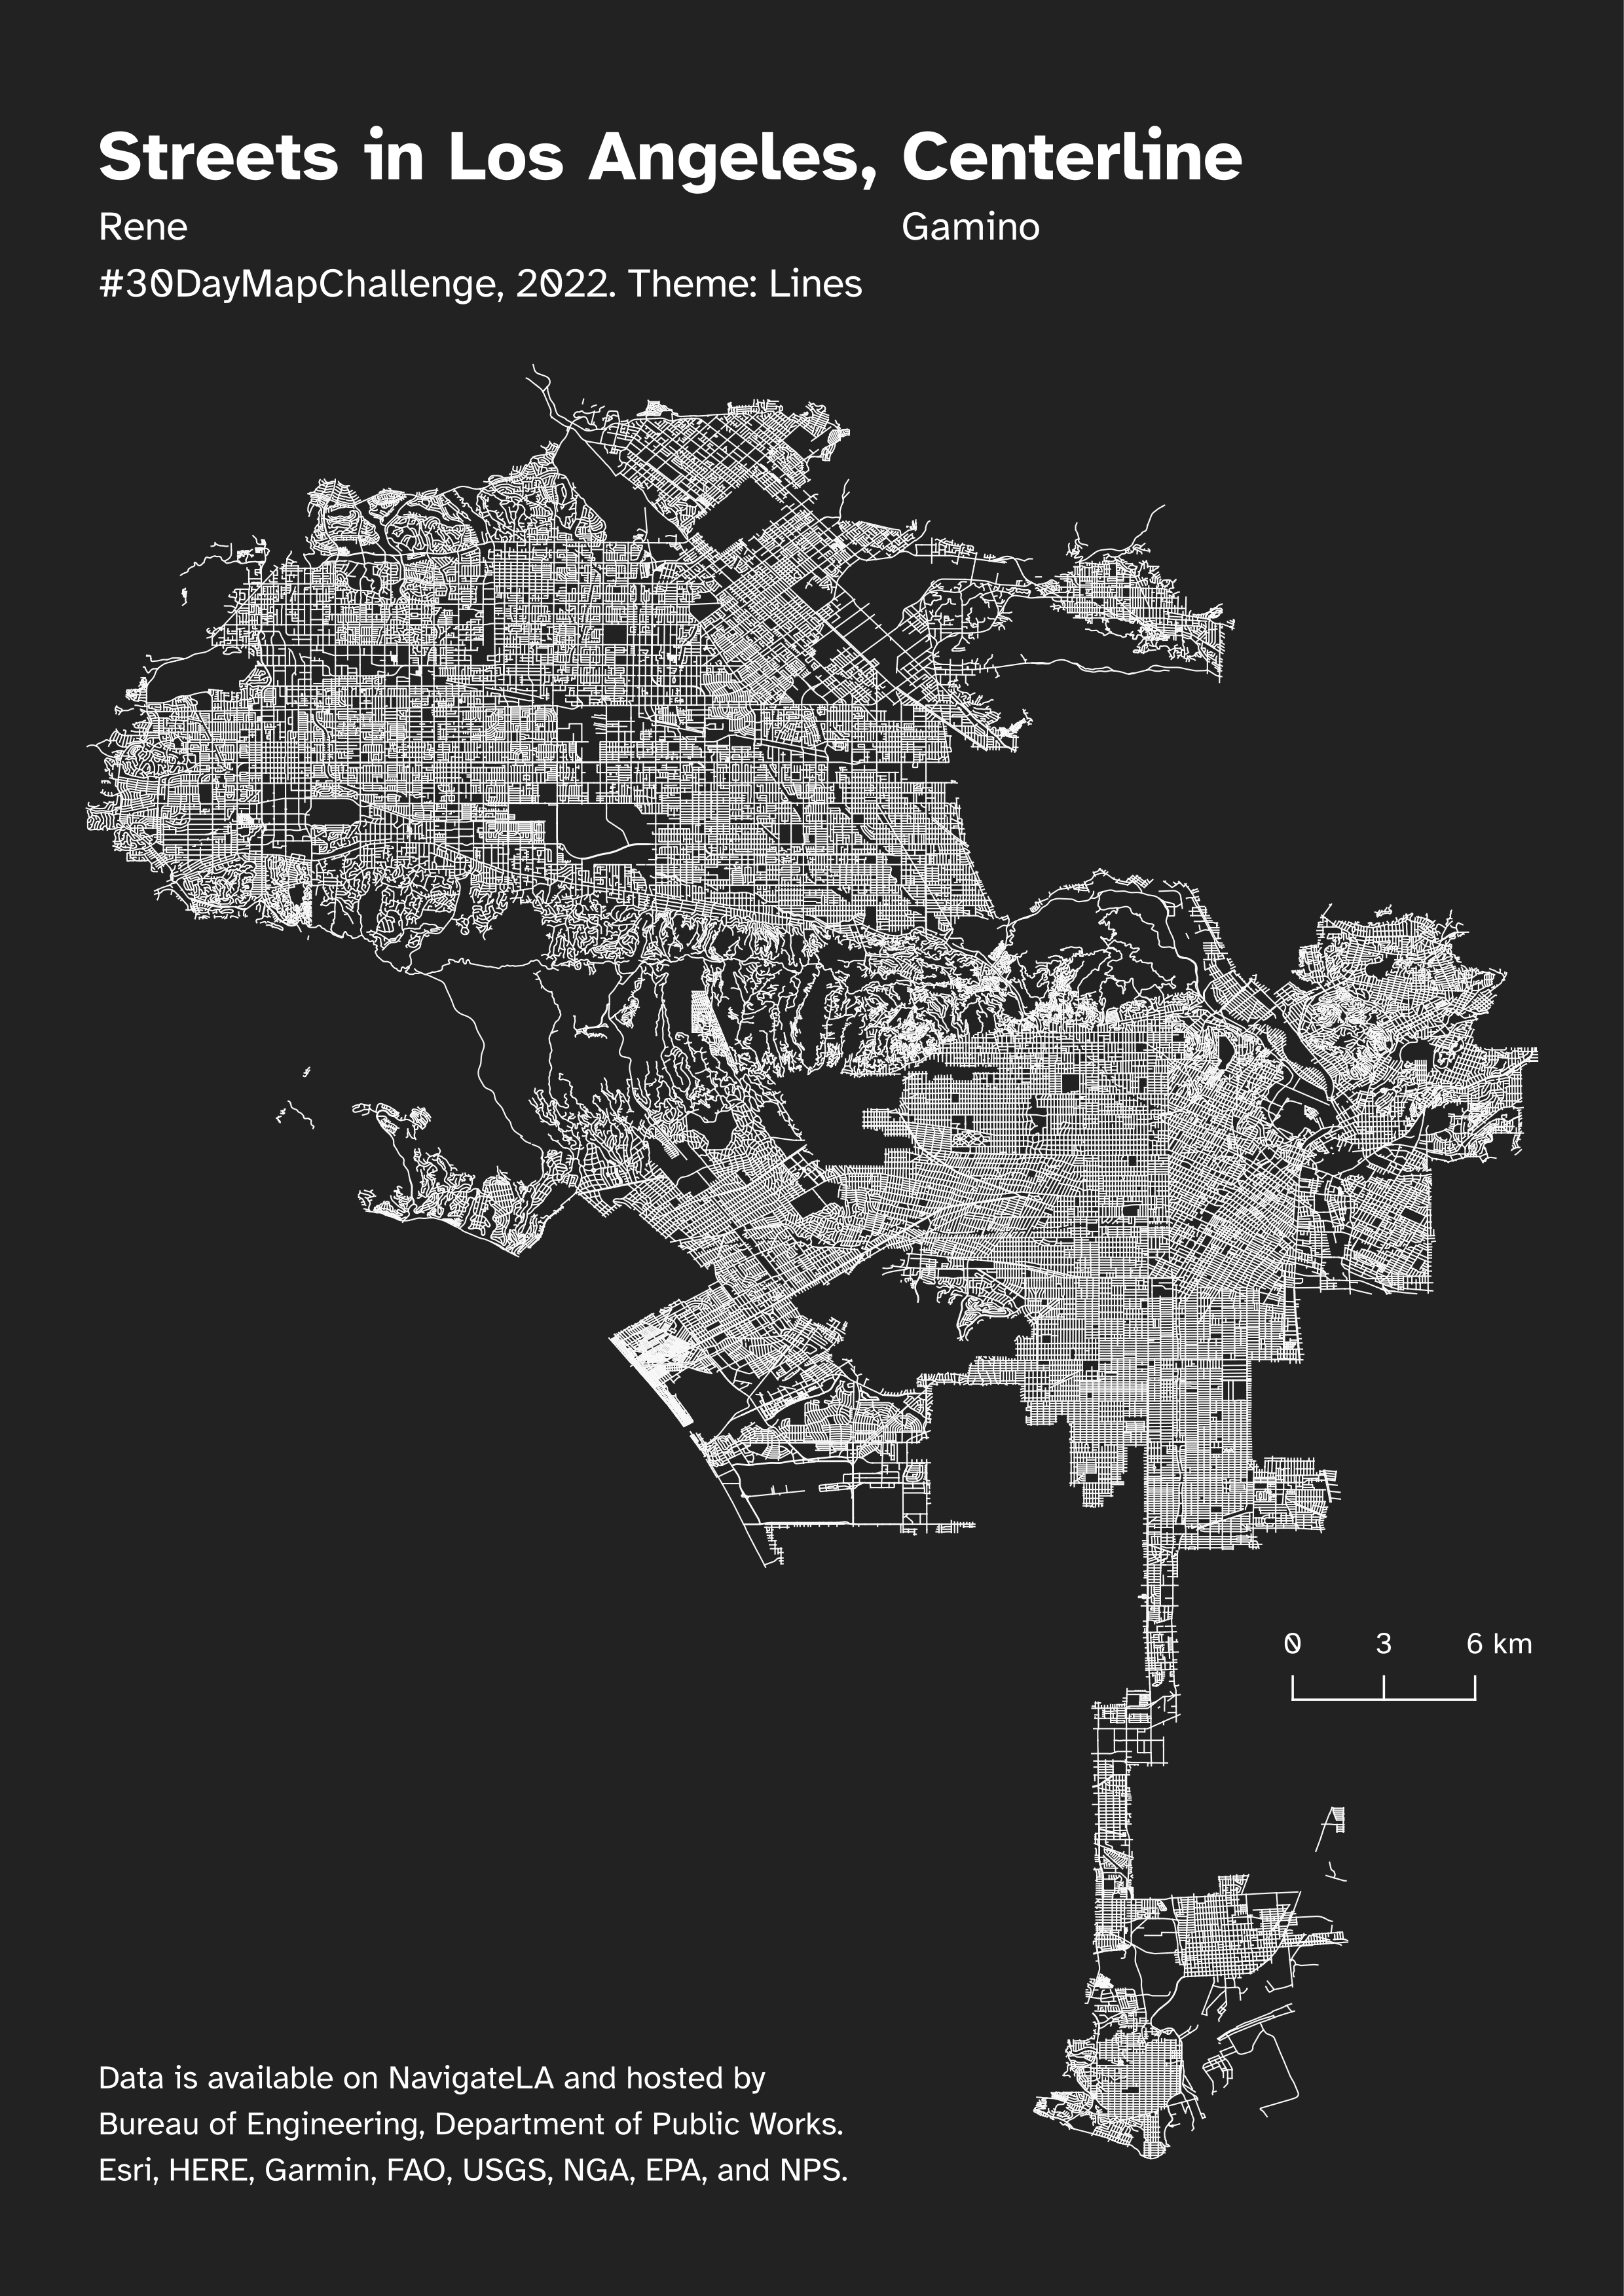 Streets in Los Angeles, Centerline
Rene Gamino
#30DayMapChallenge, 2022. Theme: Lines
0 3 6 km
Data is available on NavigateLA and hosted by
Bureau of Engineering, Department of Public Works.
Esri, HERE, Garmin, FAO, USGS, NGA, EPA, and NPS.